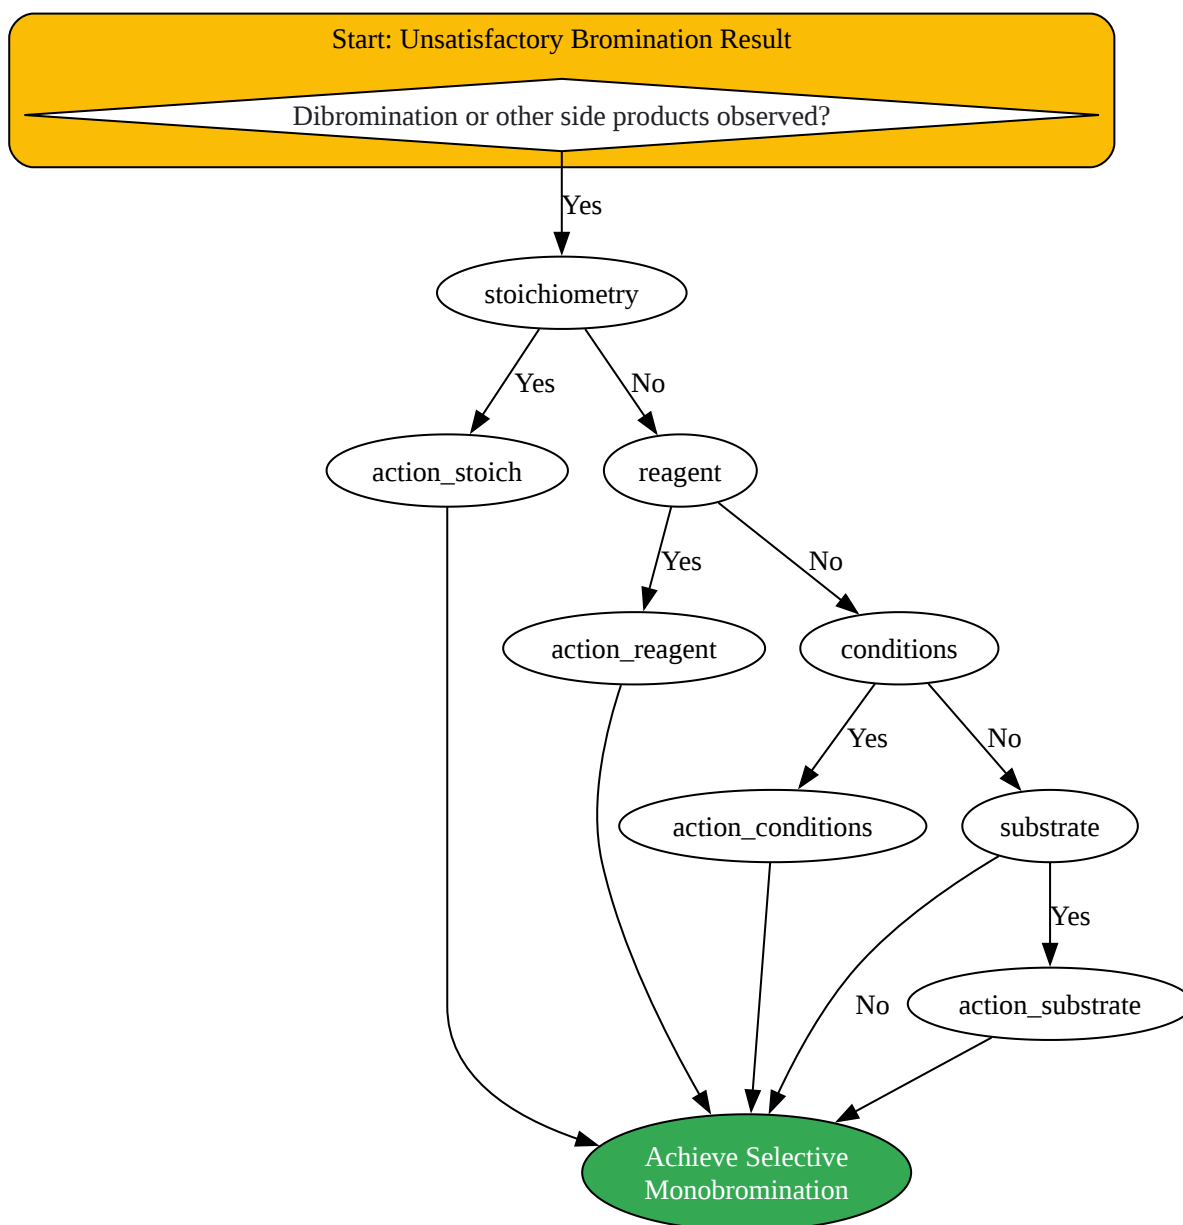 Start: Unsatisfactory Bromination Result
Dibromination or other side products observed?
Yes
stoichiometry
Yes
No
action_stoich
reagent
Yes
No
action_reagent
conditions
Yes
No
action_conditions
substrate
Yes
No
action_substrate
Achieve Selective
Monobromination